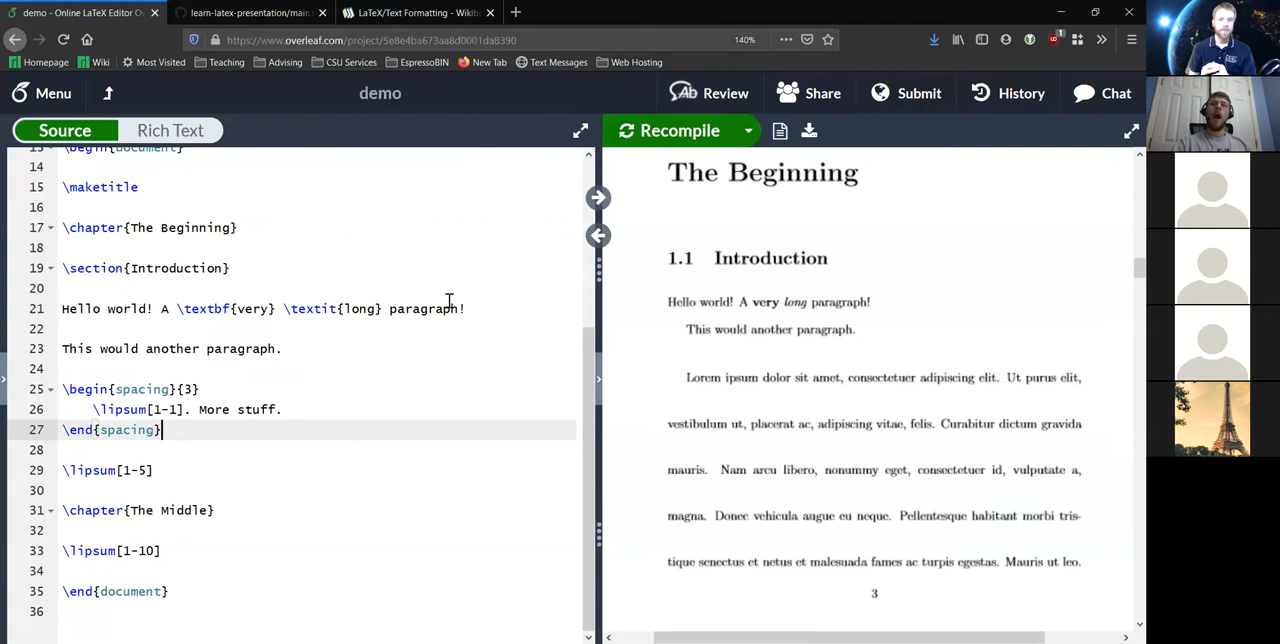 demo - Online LaTeX Editor Ov
learn-latex-presentation/main.
LaTeX/Text Formatting - Wikib
https://www.overleaf.com/project/5e8e4ba673aa8d0001da8390
140%
Homepage
Wiki
Most Visited
Teaching
Advising
CSU Services
EspressoBIN
New Tab
Text Messages
Web Hosting
Menu
demo
Review
Share
Submit
History
Chat
Source
Rich Text
Recompile
13 \begin{document}
14
15 \maketitle
16
17 \chapter{The Beginning}
18
19 \section{Introduction}
20
21 Hello world! A \textbf{very} \textit{long} paragraph!
22
23 This would another paragraph.
24
25 \begin{spacing}{3}
26 \lipsum[1-1]. More stuff.
27 \end{spacing}
28
29 \lipsum[1-5]
30
31 \chapter{The Middle}
32
33 \lipsum[1-10]
34
35 \end{document}
36
The Beginning
1.1 Introduction
Hello world! A very long paragraph!
This would another paragraph.
Lorem ipsum dolor sit amet, consectetuer adipiscing elit. Ut purus elit,
vestibulum ut, placerat ac, adipiscing vitae, felis. Curabitur dictum gravida
mauris. Nam arcu libero, nonummy eget, consectetuer id, vulputate a,
magna. Donec vehicula augue eu neque. Pellentesque habitant morbi tris-
tique senectus et netus et malesuada fames ac turpis egestas. Mauris ut leo.
3